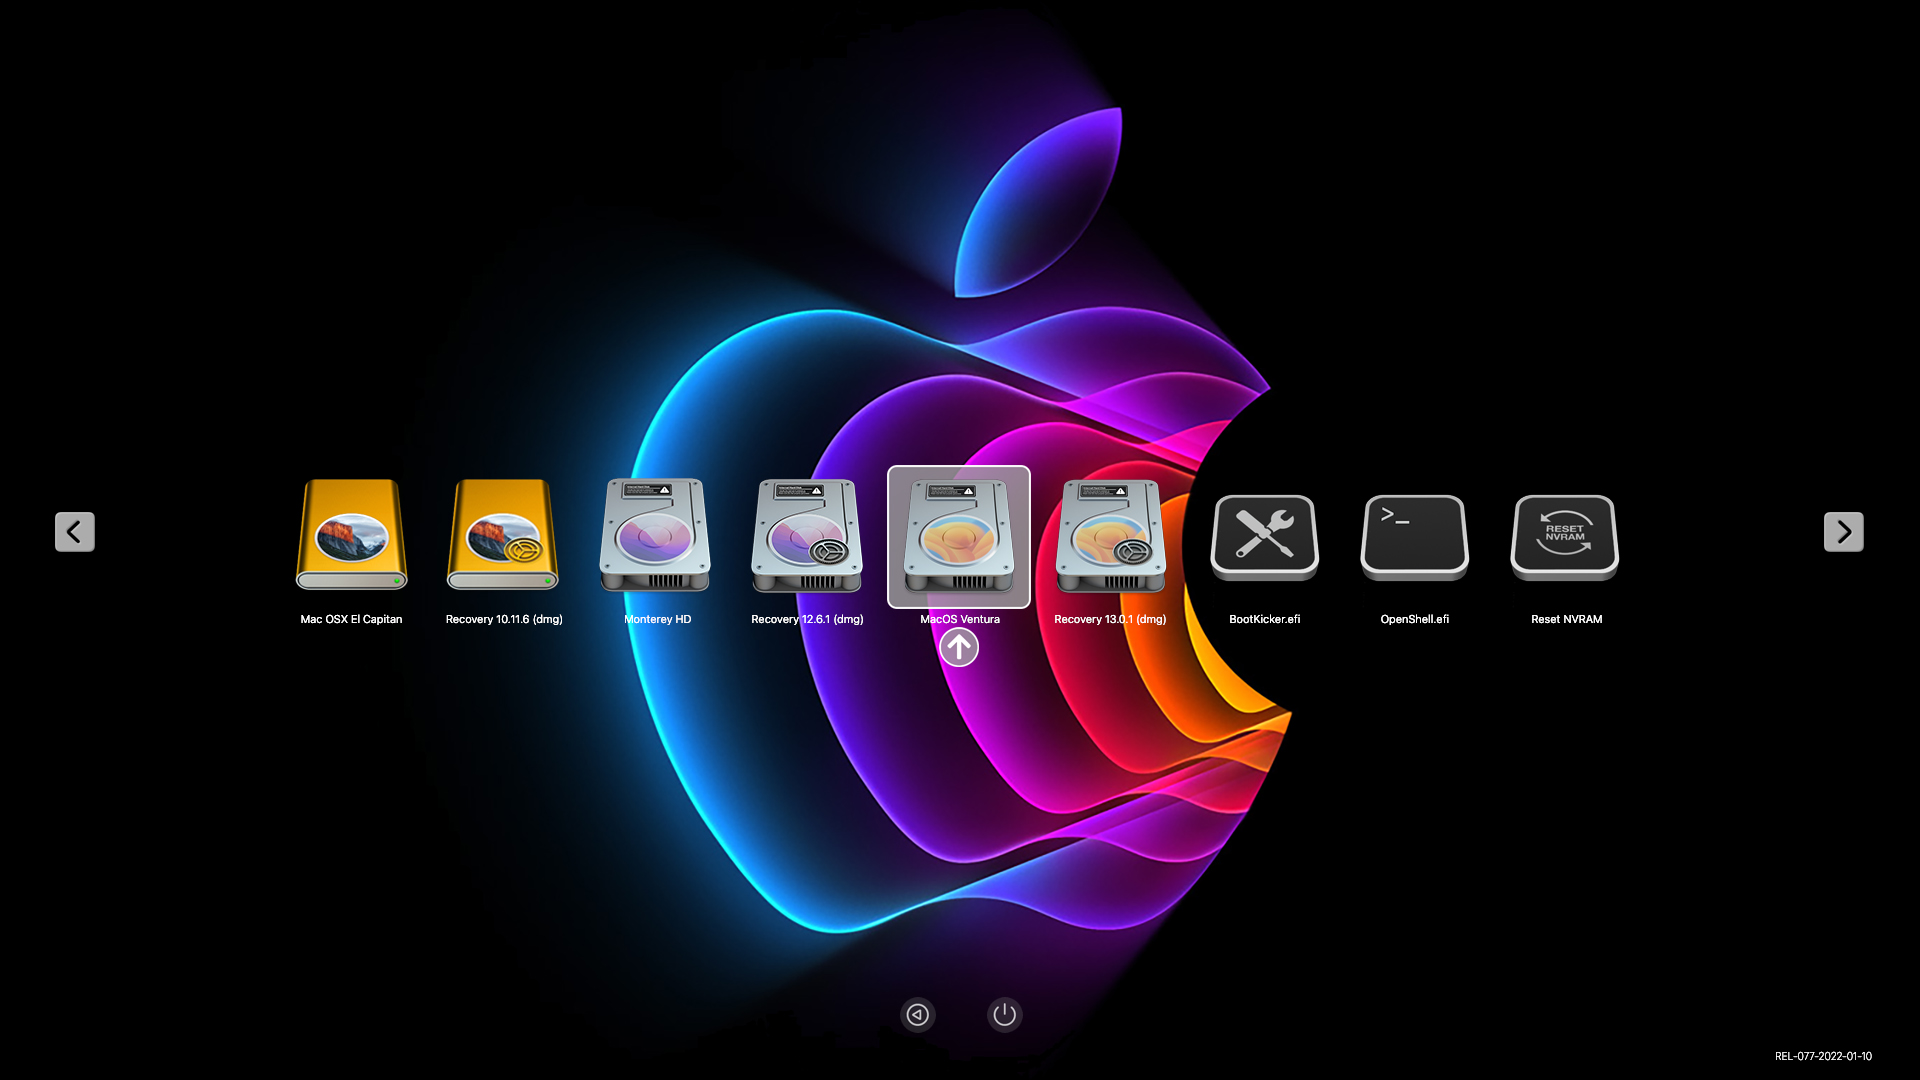 >_
RESET
NVRAM
Mac OSX El Capitan
Recovery 10.11.6 (dmg)
Monterey HD
Recovery 12.6.1 (dmg)
MacOS Ventura
Recovery 13.0.1 (dmg)
BootKicker.efi
OpenShell.efi
Reset NVRAM
REL-077-2022-01-10